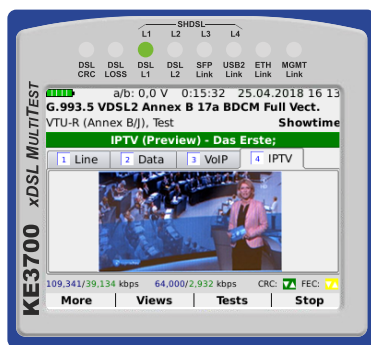 SHDSL
L1 L2 L3 L4
DSL CRC
DSL LOSS
DSL L1
DSL L2
SFP Link
USB2 Link
ETH Link
MGMT Link
a/b: 0,0 V 0:15:32 25.04.2018 16 13
G.993.5 VDSL2 Annex B 17a BDCM Full Vect.
VTU-R (Annex B/J), Test Showtime
IPTV (Preview) - Das Erste;
1 Line 2 Data 3 VoIP 4 IPTV
109,341/39,134 kbps 64,000/2,932 kbps CRC: FEC:
More Views Tests Stop
KE3700 xDSL MULTITEST